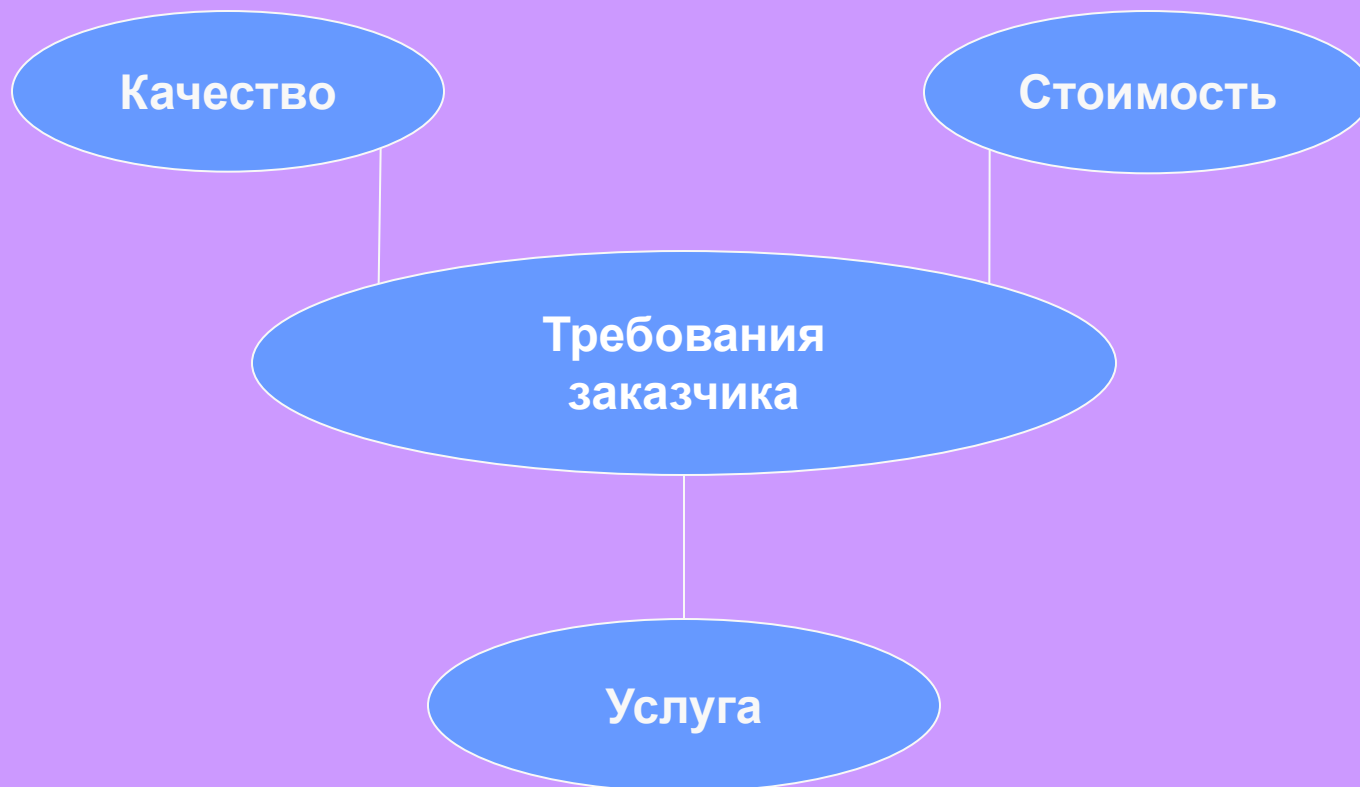 Качество
Стоимость
Требования
заказчика
Услуга